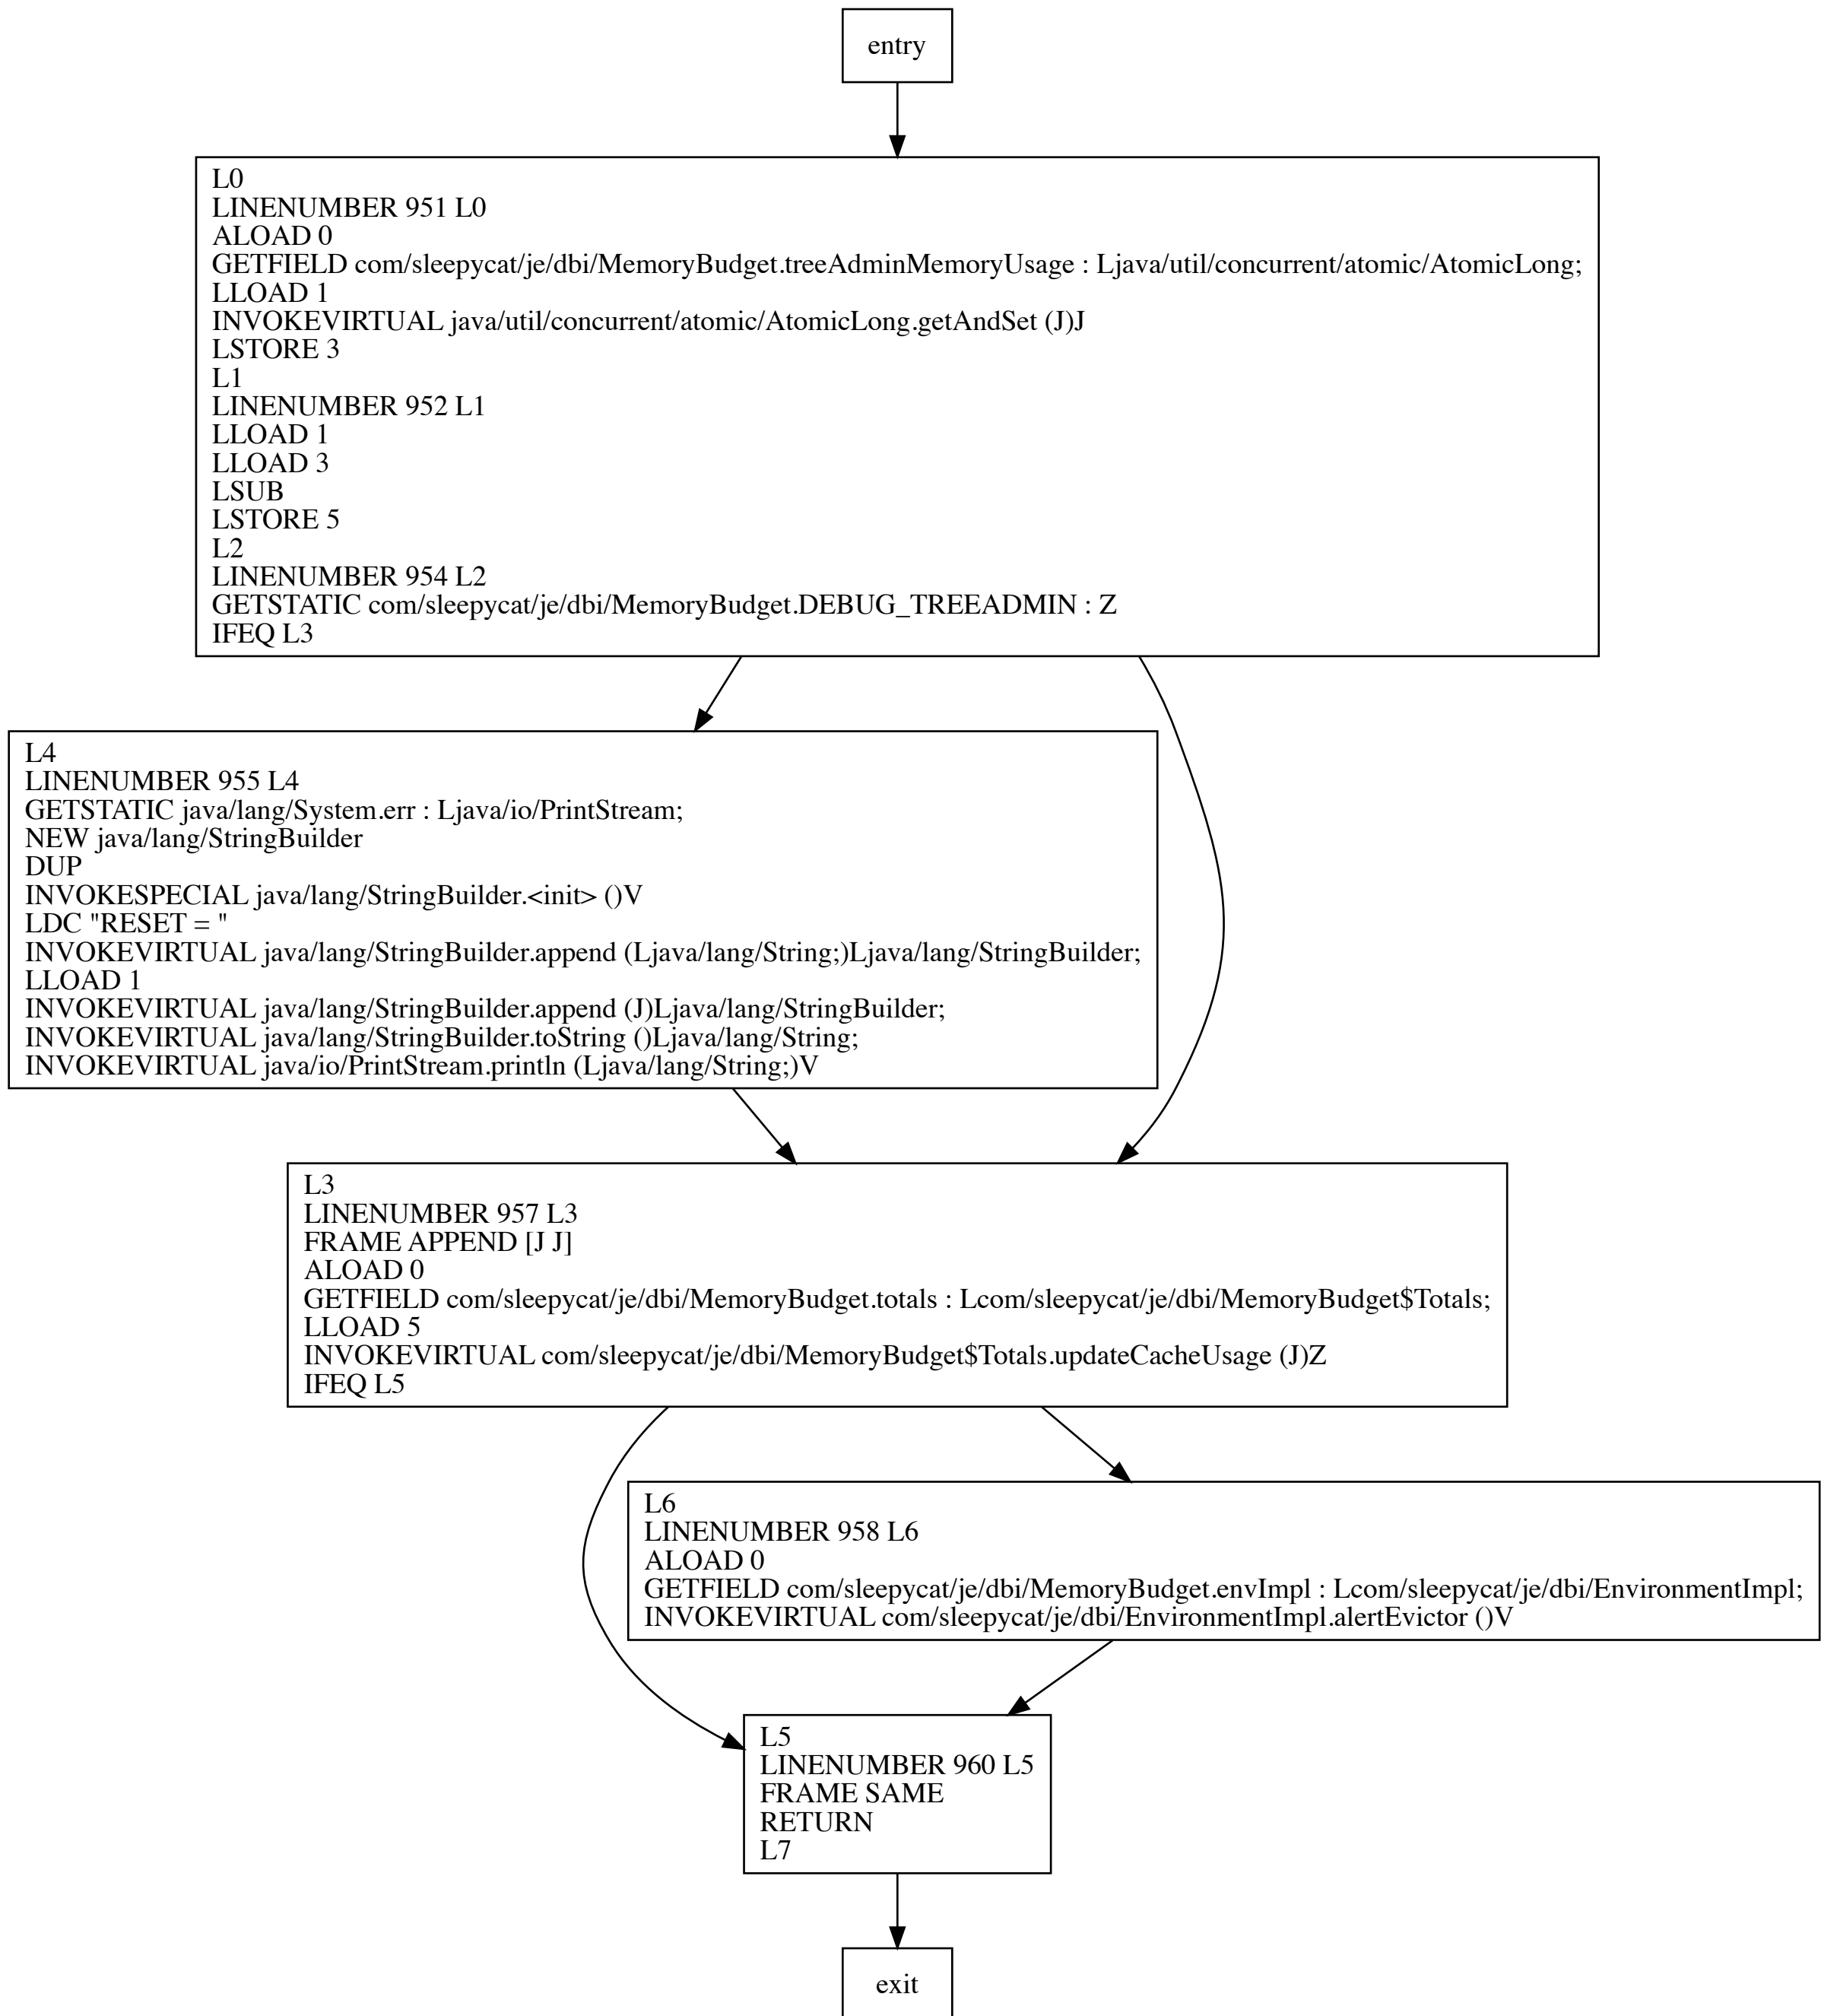 entry
L0
LINENUMBER 951 L0
ALOAD 0
GETFIELD com/sleepycat/je/dbi/MemoryBudget.treeAdminMemoryUsage : Ljava/util/concurrent/atomic/AtomicLong;
LLOAD 1
INVOKEVIRTUAL java/util/concurrent/atomic/AtomicLong.getAndSet (J)J
LSTORE 3
L1
LINENUMBER 952 L1
LLOAD 1
LLOAD 3
LSUB
LSTORE 5
L2
LINENUMBER 954 L2
GETSTATIC com/sleepycat/je/dbi/MemoryBudget.DEBUG_TREEADMIN : Z
IFEQ L3
L4
LINENUMBER 955 L4
GETSTATIC java/lang/System.err : Ljava/io/PrintStream;
NEW java/lang/StringBuilder
DUP
INVOKESPECIAL java/lang/StringBuilder.<init> ()V
LDC "RESET = "
INVOKEVIRTUAL java/lang/StringBuilder.append (Ljava/lang/String;)Ljava/lang/StringBuilder;
LLOAD 1
INVOKEVIRTUAL java/lang/StringBuilder.append (J)Ljava/lang/StringBuilder;
INVOKEVIRTUAL java/lang/StringBuilder.toString ()Ljava/lang/String;
INVOKEVIRTUAL java/io/PrintStream.println (Ljava/lang/String;)V
L3
LINENUMBER 957 L3
FRAME APPEND [J J]
ALOAD 0
GETFIELD com/sleepycat/je/dbi/MemoryBudget.totals : Lcom/sleepycat/je/dbi/MemoryBudget$Totals;
LLOAD 5
INVOKEVIRTUAL com/sleepycat/je/dbi/MemoryBudget$Totals.updateCacheUsage (J)Z
IFEQ L5
L6
LINENUMBER 958 L6
ALOAD 0
GETFIELD com/sleepycat/je/dbi/MemoryBudget.envImpl : Lcom/sleepycat/je/dbi/EnvironmentImpl;
INVOKEVIRTUAL com/sleepycat/je/dbi/EnvironmentImpl.alertEvictor ()V
L5
LINENUMBER 960 L5
FRAME SAME
RETURN
L7
exit